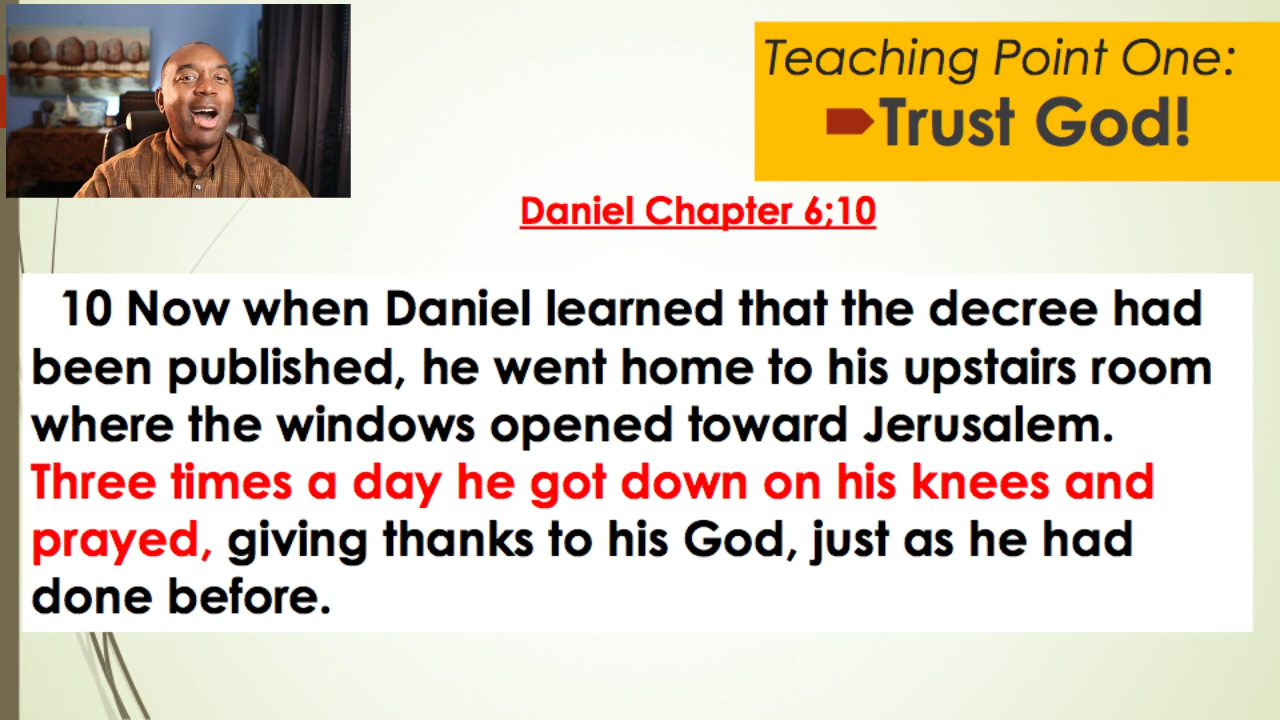 Teaching Point One:
Trust God!
Daniel Chapter 6;10
10 Now when Daniel learned that the decree had
been published, he went home to his upstairs room
where the windows opened toward Jerusalem.
Three times a day he got down on his knees and
prayed, giving thanks to his God, just as he had
done before.